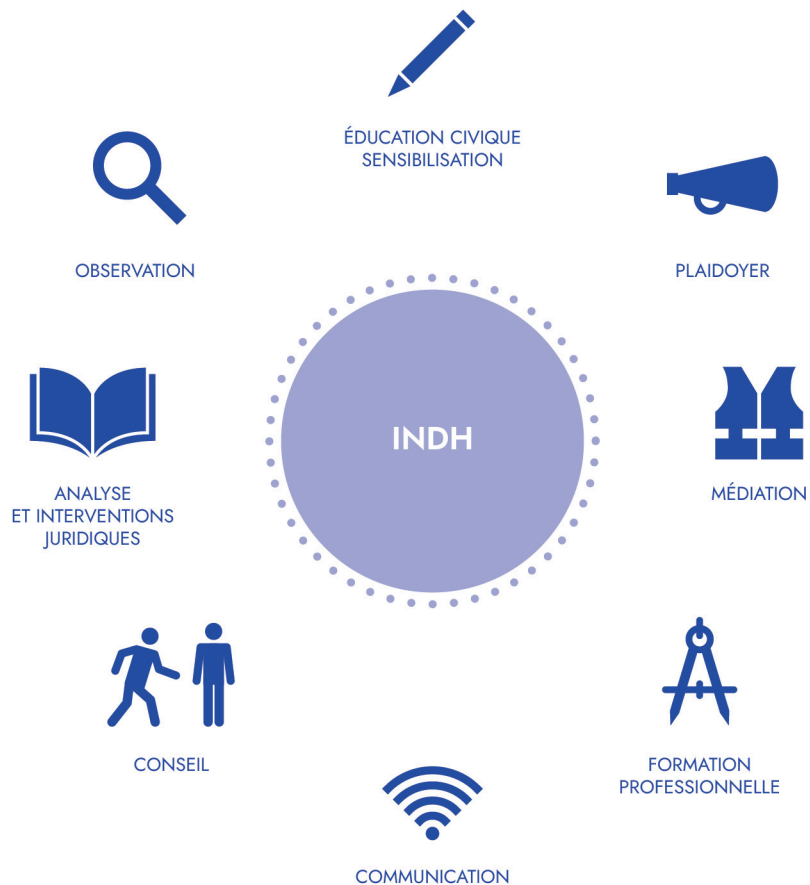 ÉDUCATION CIVIQUE
SENSIBILISATION
OBSERVATION
PLAIDOYER
INDH
ANALYSE
ET INTERVENTIONS
JURIDIQUES
MÉDIATION
CONSEIL
FORMATION
PROFESSIONNELLE
COMMUNICATION